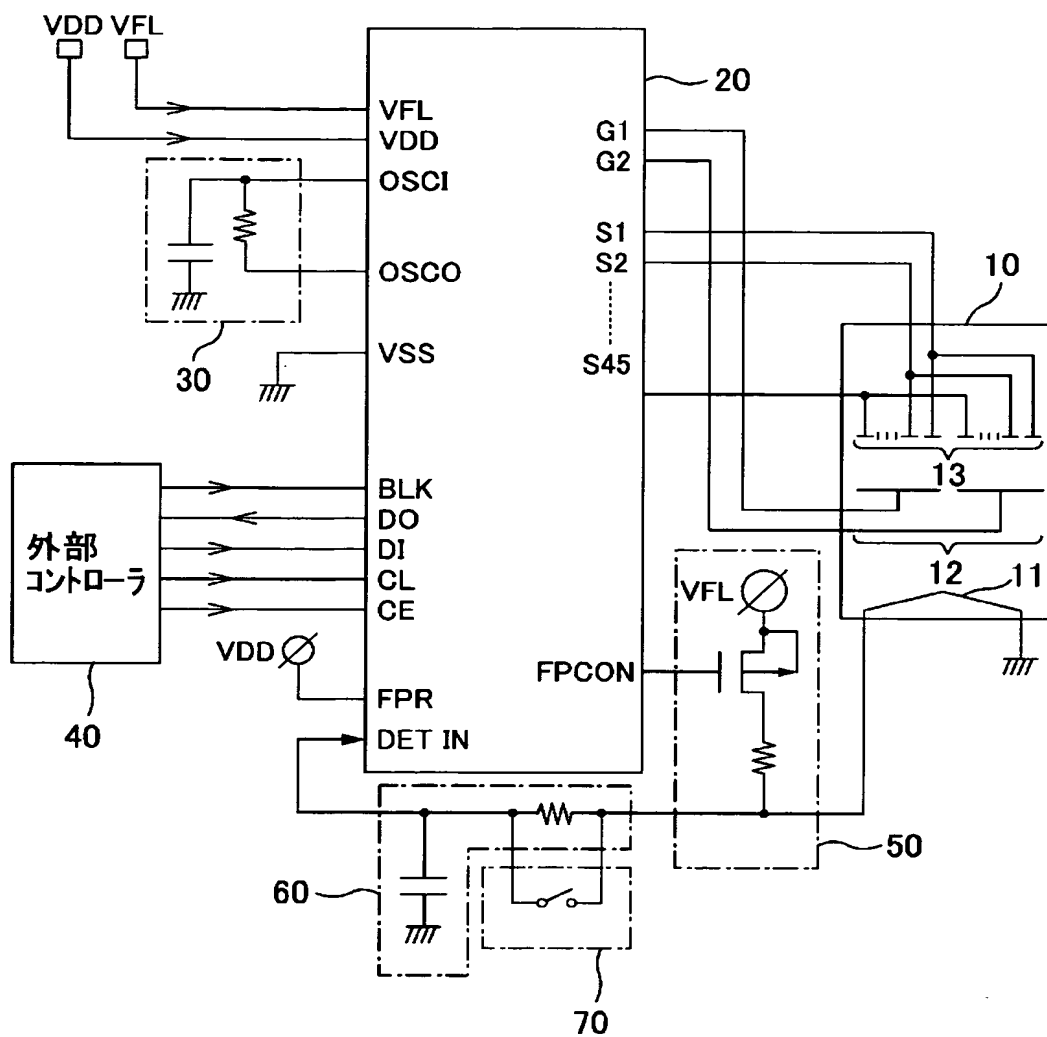 VDD VFL
20
VFL
VDD
G1
G2
OSCI
S1
S2
OSCO
10
30
VSS
S45
13
BLK
DO
DI
CL
CE
外部
コントローラ
12
11
VFL
VDD
FPCON
40
FPR
DET IN
50
60
70